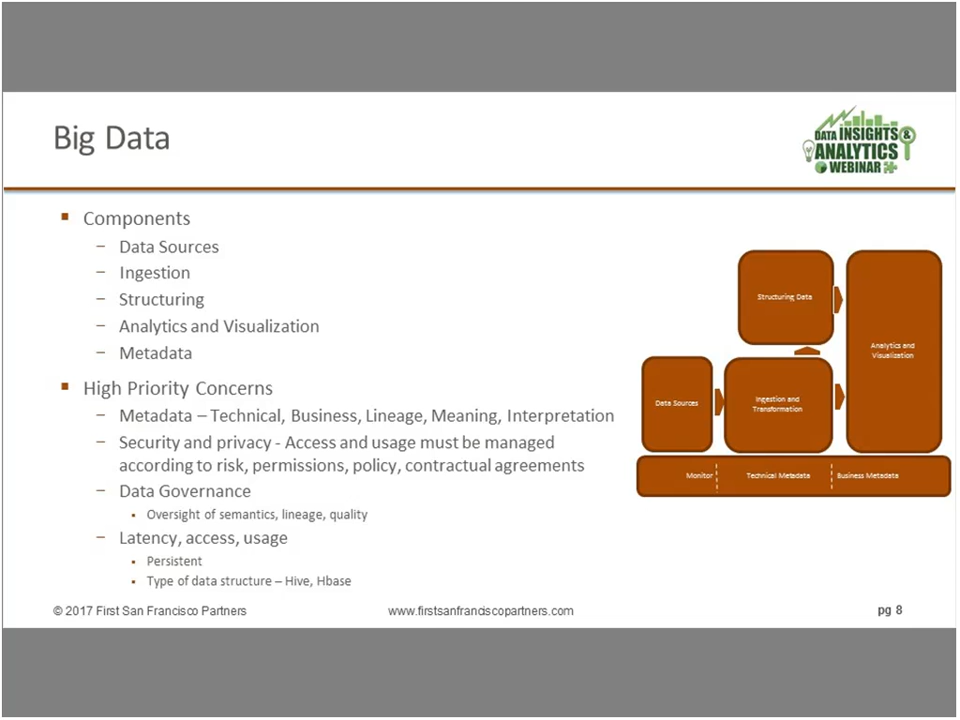 Big Data
DATA INSIGHTS &
ANALYTICS
WEBINAR
▪ Components
– Data Sources
– Ingestion
– Structuring
– Analytics and Visualization
– Metadata
▪ High Priority Concerns
– Metadata – Technical, Business, Lineage, Meaning, Interpretation
– Security and privacy - Access and usage must be managed
according to risk, permissions, policy, contractual agreements
– Data Governance
▪ Oversight of semantics, lineage, quality
– Latency, access, usage
▪ Persistent
▪ Type of data structure – Hive, Hbase
Structuring Data
Analytics and
Visualization
Data Sources
Ingestion and
Transformation
Monitor
Technical Metadata
Business Metadata
© 2017 First San Francisco Partners
www.firstsanfranciscopartners.com
pg 8